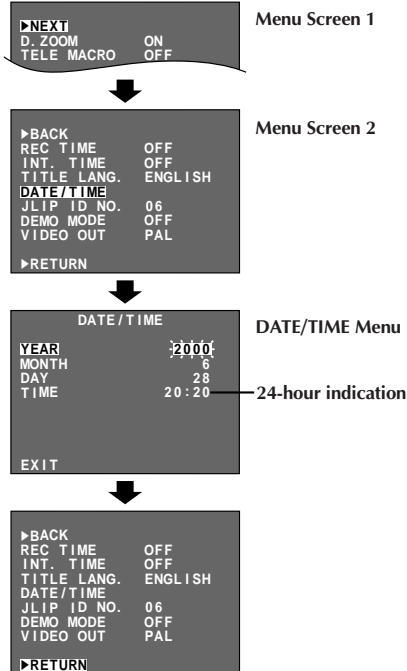 Menu Screen 1
▶NEXT
D. ZOOM ON
TELE MACRO OFF
Menu Screen 2
▶BACK
REC TIME OFF
INT. TIME OFF
TITLE LANG. ENGLISH
DATE/TIME
JLIP ID NO. 06
DEMO MODE OFF
VIDEO OUT PAL
▶RETURN
DATE/TIME Menu
DATE/TIME
YEAR 2000
MONTH 6
DAY 28
TIME 20:20
24-hour indication
EXIT
▶BACK
REC TIME OFF
INT. TIME OFF
TITLE LANG. ENGLISH
DATE/TIME
JLIP ID NO. 06
DEMO MODE OFF
VIDEO OUT PAL
▶RETURN